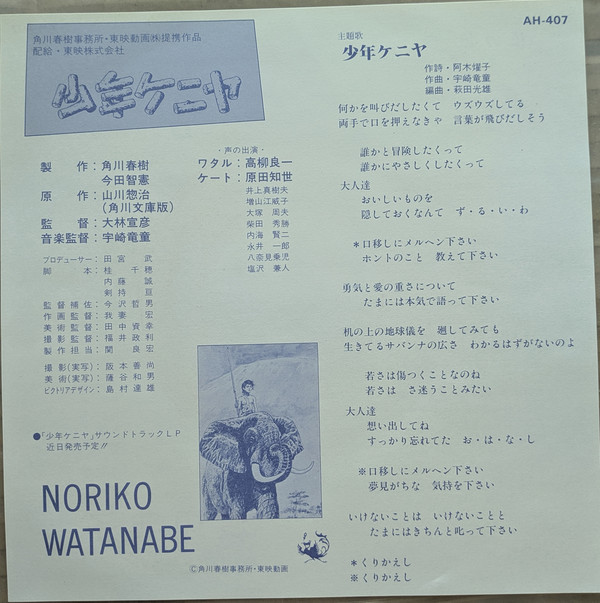 AH-407
角川春樹事務所・東映動画㈱提携作品
配給・東映株式会社
少年ケニヤ
製作：角川春樹
今田智憲
原作：山川惣治
（角川文庫版）
監督：大林宣彦
音楽監督：宇崎竜童
プロデューサー：田宮武
脚本：桂千穂
内藤誠
剣持亘
監督補佐：今沢哲男
作画監督：我妻宏
美術監督：田中資幸
撮影監督：福井政利
製作担当：関良宏
撮影(実写)：阪本善尚
美術(実写)：薩谷和男
ピクトリアデザイン：島村達雄
・声の出演・
ワタル：高柳良一
ケート：原田知世
井上真樹夫
増山江威子
大塚周夫
柴田秀勝
内海賢二
永井一郎
八奈見乗児
塩沢兼人
●「少年ケニヤ」サウンドトラックLP
近日発売予定!!
NORIKO
WATANABE
©角川春樹事務所・東映動画
主題歌
少年ケニヤ
作詩・阿木燿子
作曲・宇崎竜童
編曲・萩田光雄
何かを叫びだしたくて　ウズウズしてる
両手で口を押えなきゃ　言葉が飛びだしそう
誰かと冒険したくって
誰かにやさしくしたくって
大人達
おいしいものを
隠しておくなんて　ず・る・い・わ
＊口移しにメルヘン下さい
ホントのこと　教えて下さい
勇気と愛の重さについて
たまには本気で語って下さい
机の上の地球儀を　廻してみても
生きてるサバンナの広さ　わかるはずがないのよ
若さは傷つくことなのね
若さは　さ迷うことみたい
大人達
想い出してね
すっかり忘れてた　お・は・な・し
※口移しにメルヘン下さい
夢見がちな　気持を下さい
いけないことは　いけないことと
たまにはきちんと叱って下さい
＊くりかえし
※くりかえし